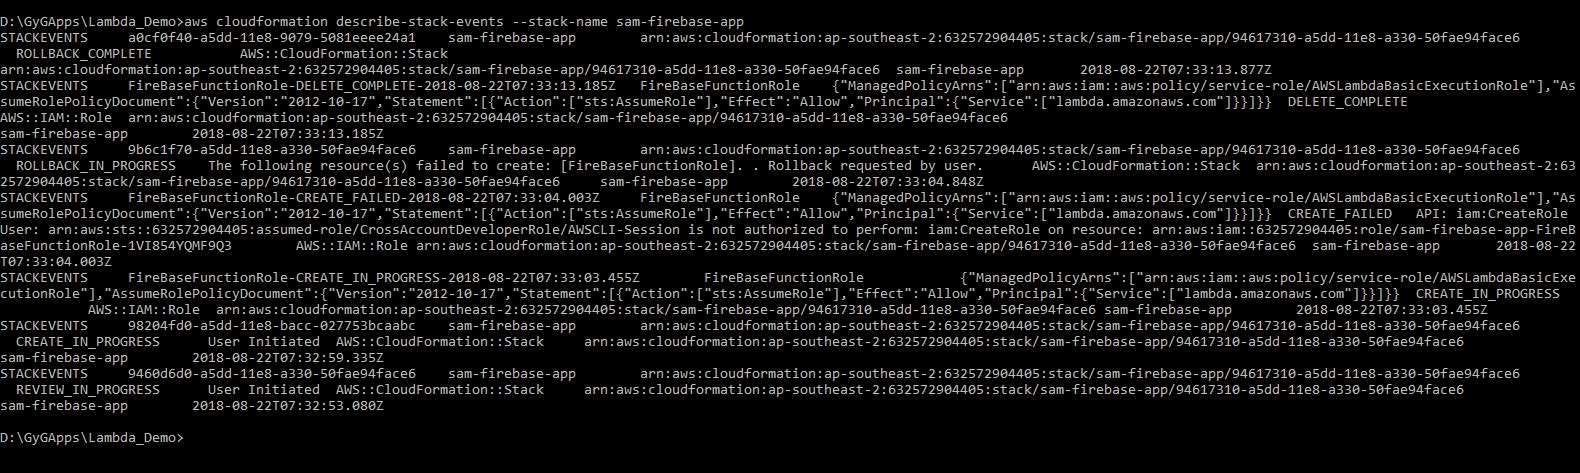 D:\GyGApps\Lambda_Demo>aws cloudformation describe-stack-events --stack-name sam-firebase-app
STACKEVENTS     a0cf0f40-a5dd-11e8-9079-5081eeee24a1    sam-firebase-app        arn:aws:cloudformation:ap-southeast-2:632572904405:stack/sam-firebase-app/94617310-a5dd-11e8-a330-50fae94face6
  ROLLBACK_COMPLETE           AWS::CloudFormation::Stack
arn:aws:cloudformation:ap-southeast-2:632572904405:stack/sam-firebase-app/94617310-a5dd-11e8-a330-50fae94face6  sam-firebase-app       2018-08-22T07:33:13.877Z
STACKEVENTS     FireBaseFunctionRole-DELETE_COMPLETE-2018-08-22T07:33:13.185Z   FireBaseFunctionRole    {"ManagedPolicyArns":["arn:aws:iam::aws:policy/service-role/AWSLambdaBasicExecutionRole"],"As
sumeRolePolicyDocument":{"Version":"2012-10-17","Statement":[{"Action":["sts:AssumeRole"],"Effect":"Allow","Principal":{"Service":["lambda.amazonaws.com"]}}]}}  DELETE_COMPLETE
AWS::IAM::Role  arn:aws:cloudformation:ap-southeast-2:632572904405:stack/sam-firebase-app/94617310-a5dd-11e8-a330-50fae94face6
sam-firebase-app        2018-08-22T07:33:13.185Z
STACKEVENTS     9b6c1f70-a5dd-11e8-a330-50fae94face6    sam-firebase-app        arn:aws:cloudformation:ap-southeast-2:632572904405:stack/sam-firebase-app/94617310-a5dd-11e8-a330-50fae94face6
  ROLLBACK_IN_PROGRESS    The following resource(s) failed to create: [FireBaseFunctionRole]. . Rollback requested by user.      AWS::CloudFormation::Stack  arn:aws:cloudformation:ap-southeast-2:63
2572904405:stack/sam-firebase-app/94617310-a5dd-11e8-a330-50fae94face6     sam-firebase-app        2018-08-22T07:33:04.848Z
STACKEVENTS     FireBaseFunctionRole-CREATE_FAILED-2018-08-22T07:33:04.003Z     FireBaseFunctionRole    {"ManagedPolicyArns":["arn:aws:iam::aws:policy/service-role/AWSLambdaBasicExecutionRole"],"As
sumeRolePolicyDocument":{"Version":"2012-10-17","Statement":[{"Action":["sts:AssumeRole"],"Effect":"Allow","Principal":{"Service":["lambda.amazonaws.com"]}}]}}  CREATE_FAILED   API: iam:CreateRole
User: arn:aws:sts::632572904405:assumed-role/CrossAccountDeveloperRole/AWSCLI-Session is not authorized to perform: iam:CreateRole on resource: arn:aws:iam::632572904405:role/sam-firebase-app-FireB
aseFunctionRole-1VI854YQMF9Q3        AWS::IAM::Role arn:aws:cloudformation:ap-southeast-2:632572904405:stack/sam-firebase-app/94617310-a5dd-11e8-a330-50fae94face6  sam-firebase-app       2018-08-22
T07:33:04.003Z
STACKEVENTS     FireBaseFunctionRole-CREATE_IN_PROGRESS-2018-08-22T07:33:03.455Z        FireBaseFunctionRole            {"ManagedPolicyArns":["arn:aws:iam::aws:policy/service-role/AWSLambdaBasicExe
cutionRole"],"AssumeRolePolicyDocument":{"Version":"2012-10-17","Statement":[{"Action":["sts:AssumeRole"],"Effect":"Allow","Principal":{"Service":["lambda.amazonaws.com"]}}]}}  CREATE_IN_PROGRESS
           AWS::IAM::Role  arn:aws:cloudformation:ap-southeast-2:632572904405:stack/sam-firebase-app/94617310-a5dd-11e8-a330-50fae94face6 sam-firebase-app        2018-08-22T07:33:03.455Z
STACKEVENTS     98204fd0-a5dd-11e8-bacc-027753bcaabc    sam-firebase-app        arn:aws:cloudformation:ap-southeast-2:632572904405:stack/sam-firebase-app/94617310-a5dd-11e8-a330-50fae94face6
  CREATE_IN_PROGRESS      User Initiated  AWS::CloudFormation::Stack     arn:aws:cloudformation:ap-southeast-2:632572904405:stack/sam-firebase-app/94617310-a5dd-11e8-a330-50fae94face6
sam-firebase-app        2018-08-22T07:32:59.335Z
STACKEVENTS     9460d6d0-a5dd-11e8-a330-50fae94face6    sam-firebase-app        arn:aws:cloudformation:ap-southeast-2:632572904405:stack/sam-firebase-app/94617310-a5dd-11e8-a330-50fae94face6
  REVIEW_IN_PROGRESS      User Initiated  AWS::CloudFormation::Stack     arn:aws:cloudformation:ap-southeast-2:632572904405:stack/sam-firebase-app/94617310-a5dd-11e8-a330-50fae94face6
sam-firebase-app        2018-08-22T07:32:53.080Z
D:\GyGApps\Lambda_Demo>